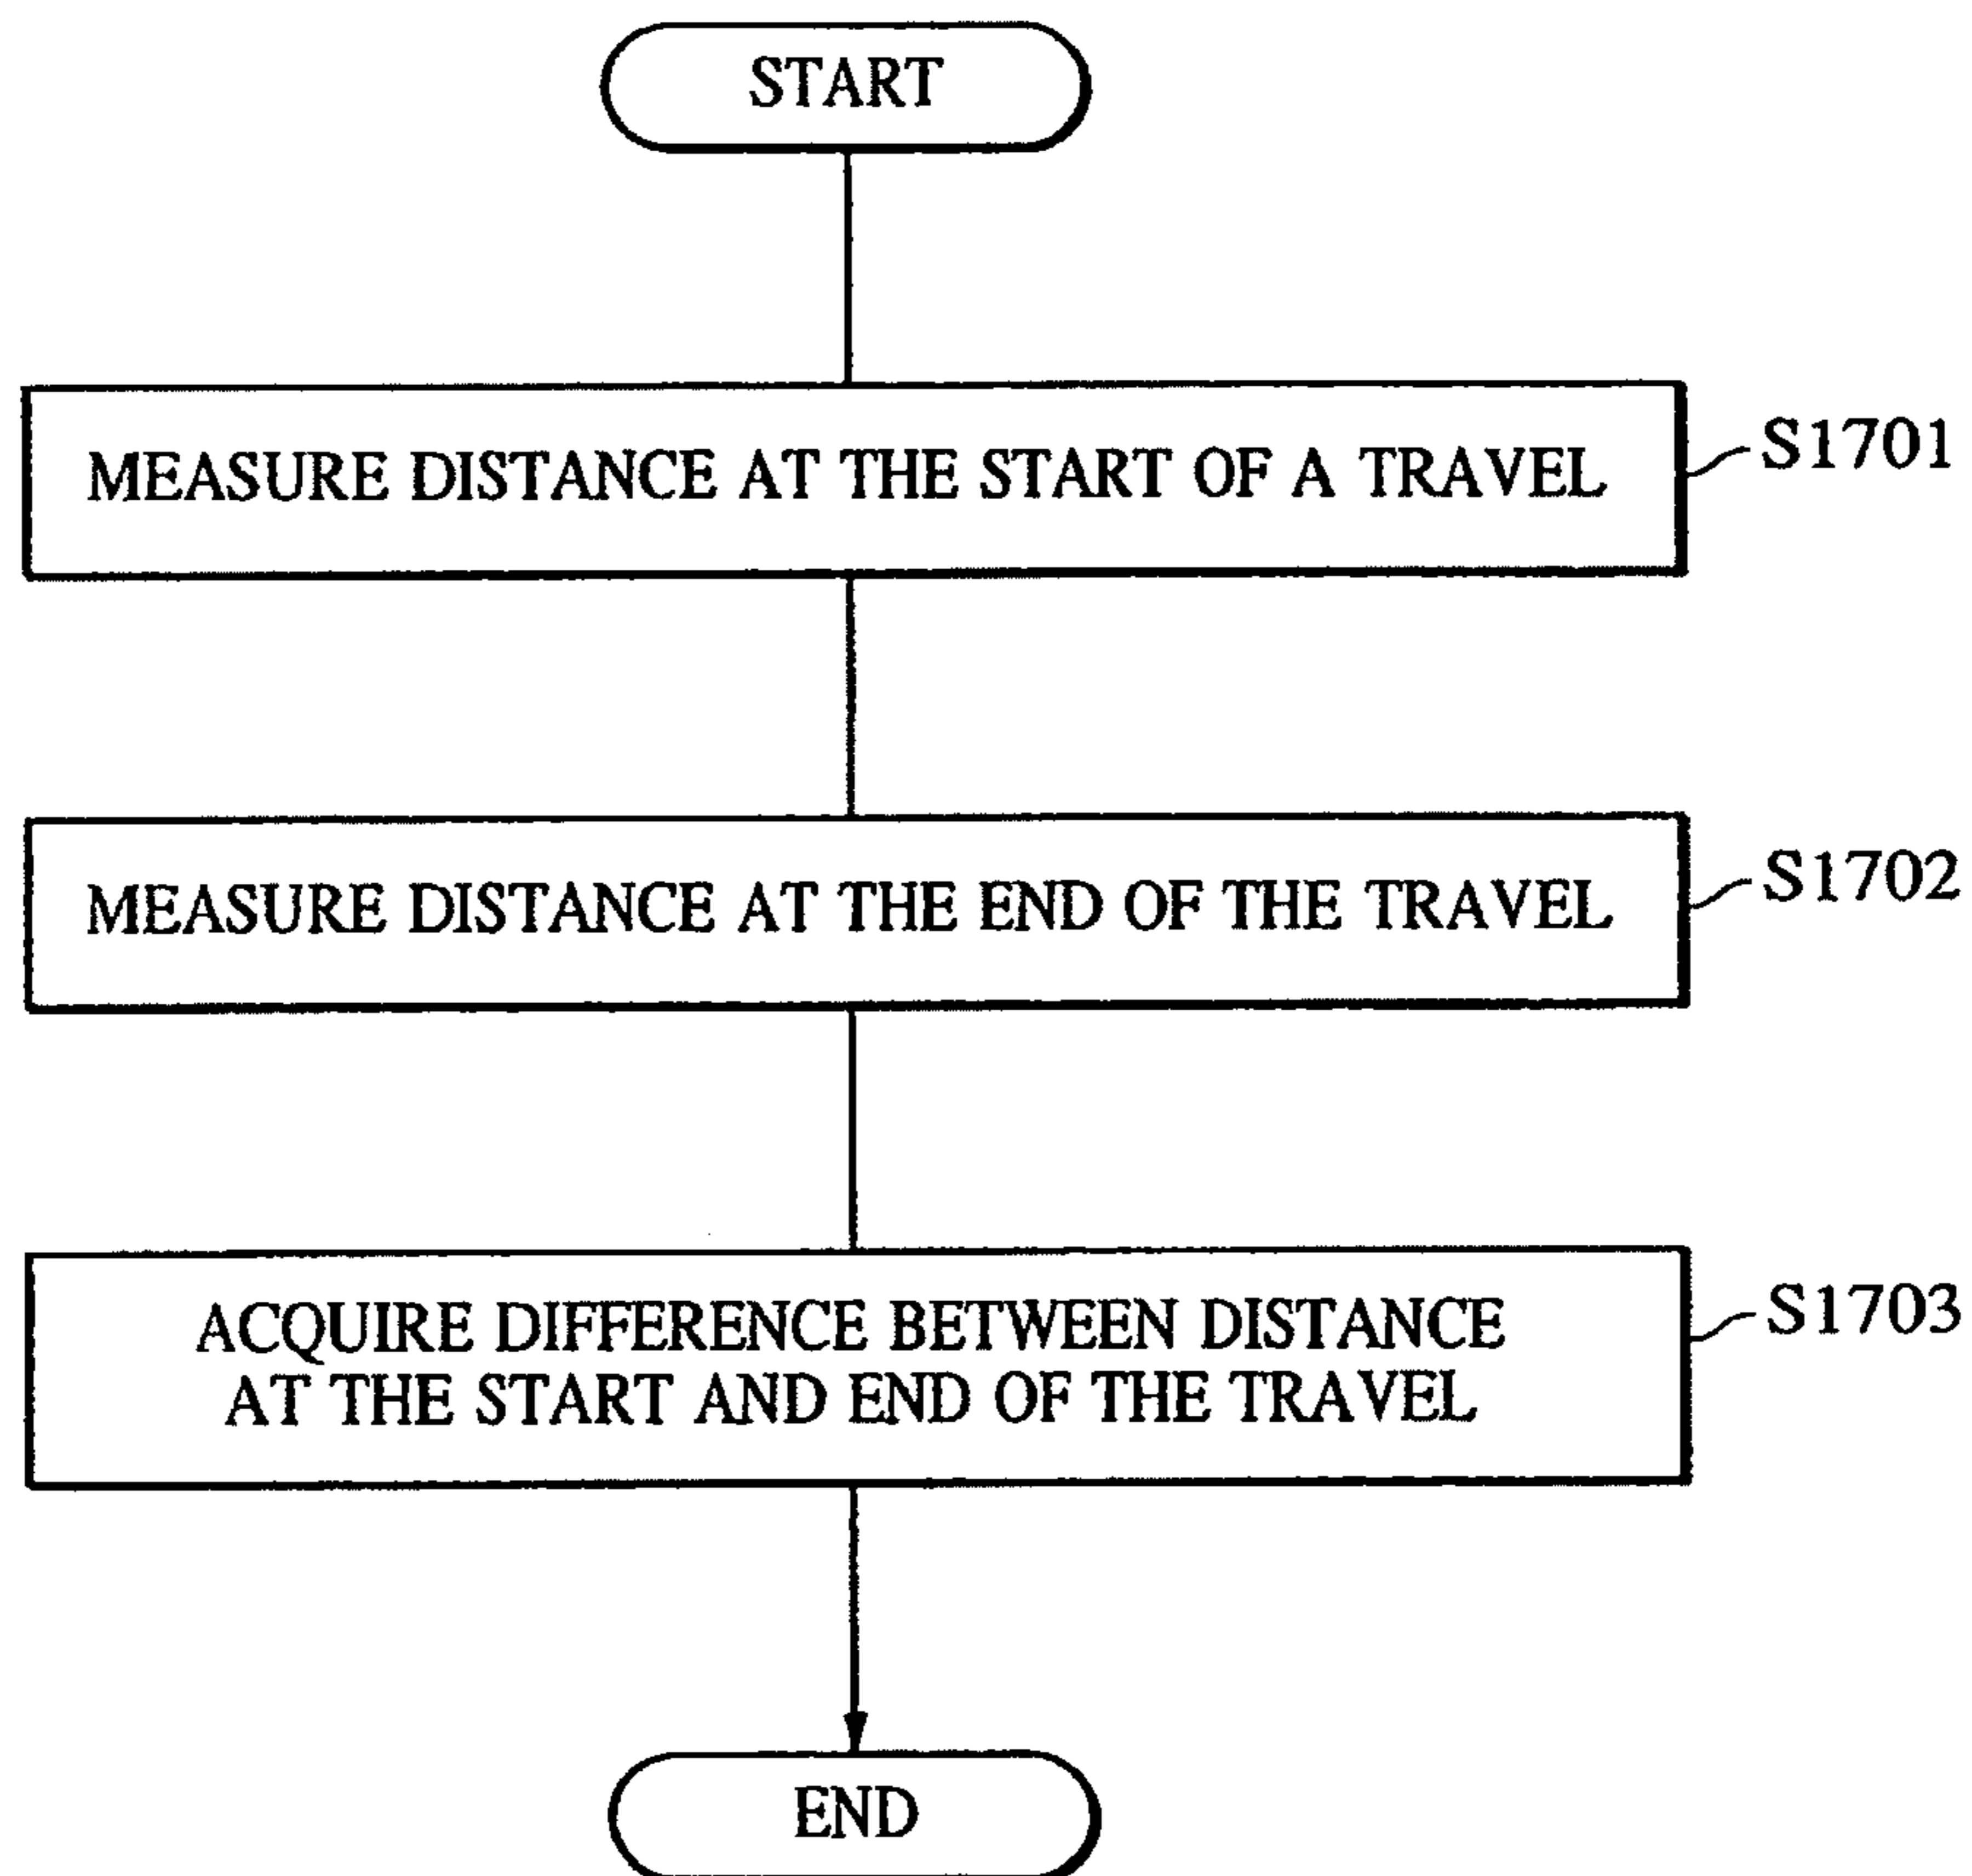 START
MEASURE DISTANCE AT THE START OF A TRAVEL
S1701
MEASURE DISTANCE AT THE END OF THE TRAVEL
S1702
ACQUIRE DIFFERENCE BETWEEN DISTANCE
AT THE START AND END OF THE TRAVEL
S1703
END